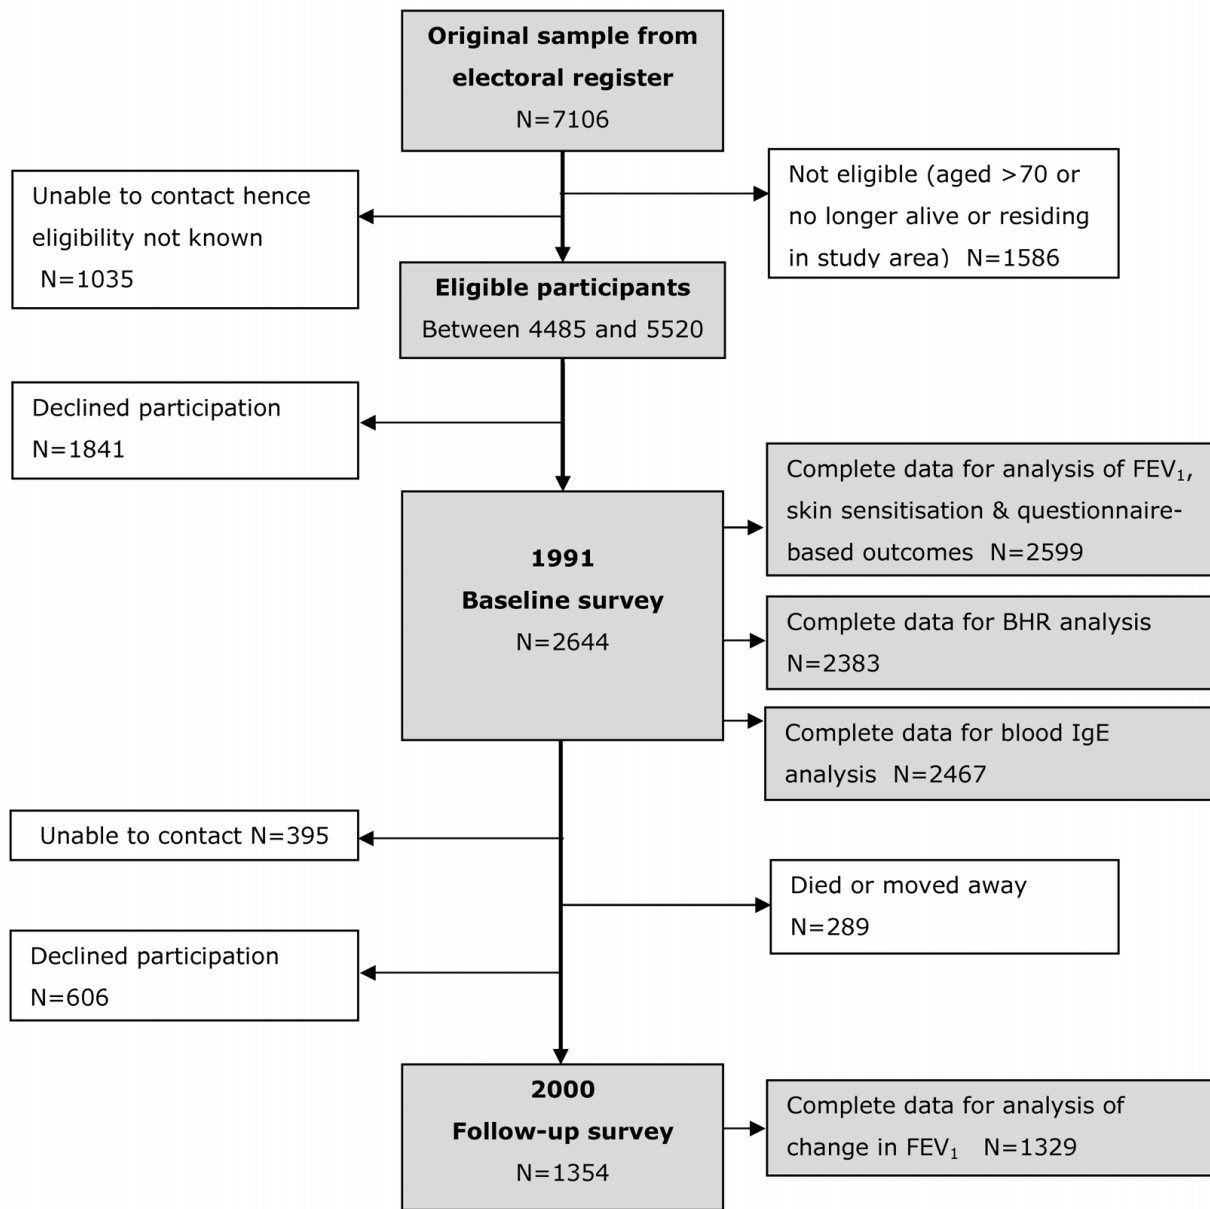 Original sample from
electoral register
N=7106
Not eligible (aged >70 or
no longer alive or residing
in study area)  N=1586
Unable to contact hence
eligibility not known
N=1035
Eligible participants
Between 4485 and 5520
Declined participation
N=1841
Complete data for analysis of FEV₁,
skin sensitisation & questionnaire-
based outcomes  N=2599
1991
Baseline survey
N=2644
Complete data for BHR analysis
N=2383
Complete data for blood IgE
analysis  N=2467
Unable to contact N=395
Died or moved away
N=289
Declined participation
N=606
2000
Follow-up survey
N=1354
Complete data for analysis of
change in FEV₁   N=1329